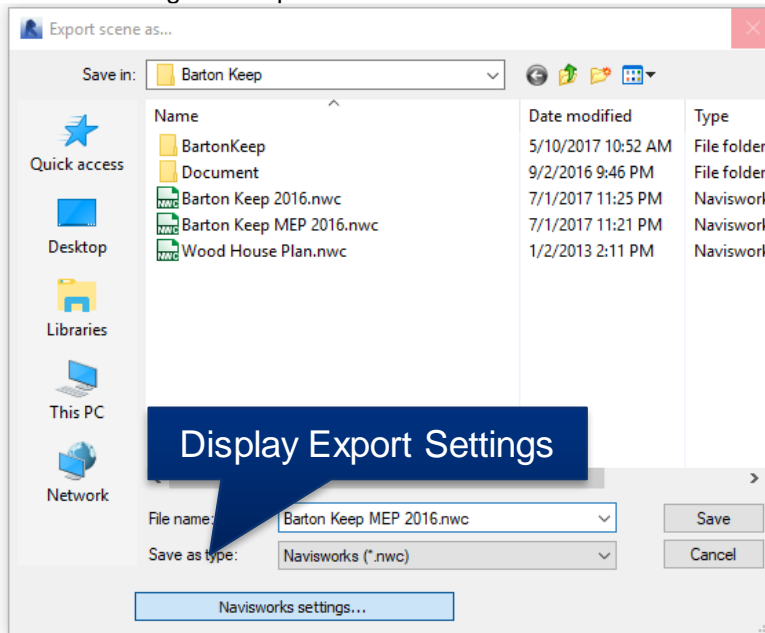 Export scene as...
Save in: Barton Keep
Name Date modified Type
BartonKeep 5/10/2017 10:52 AM File folder
Document 9/2/2016 9:46 PM File folder
Barton Keep 2016.nwc 7/1/2017 11:25 PM Naviswork
Barton Keep MEP 2016.nwc 7/1/2017 11:21 PM Naviswork
Wood House Plan.nwc 1/2/2013 2:11 PM Naviswork
Quick access
Desktop
Libraries
This PC
Network
Display Export Settings
File name: Barton Keep MEP 2016.nwc Save
Save as type: Navisworks (*.nwc) Cancel
Navisworks settings...